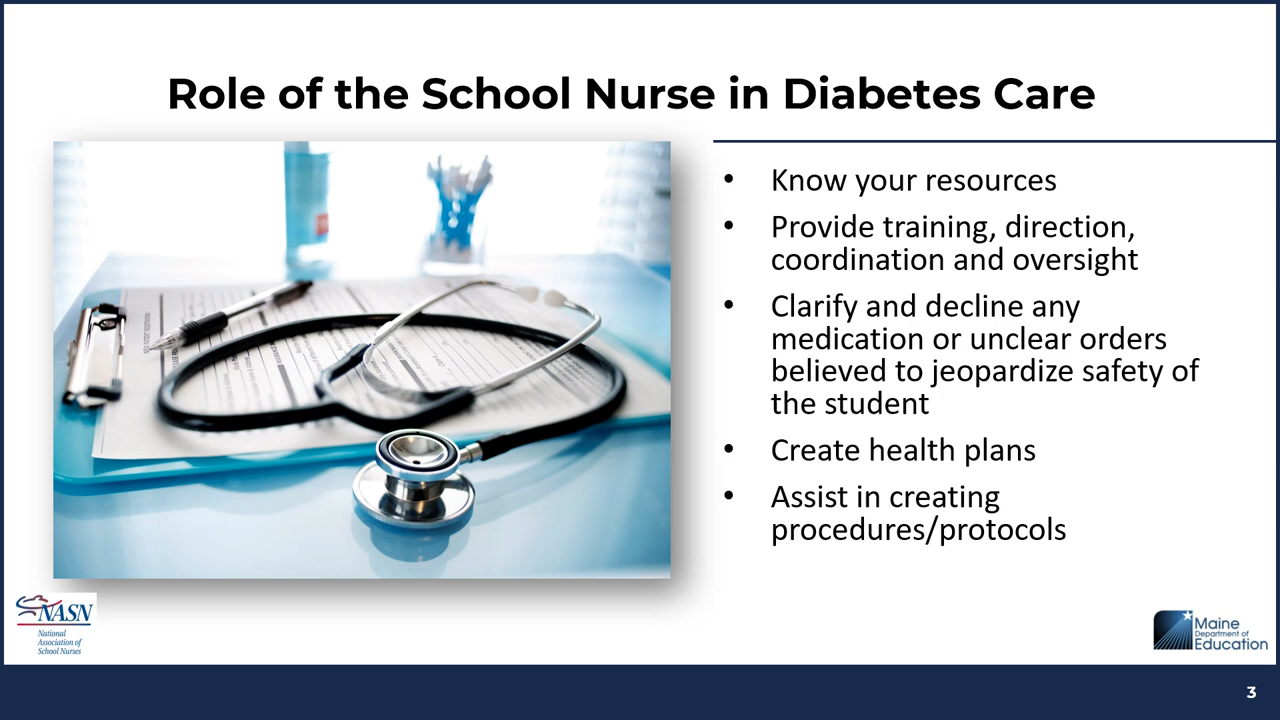 Role of the School Nurse in Diabetes Care
• Know your resources
• Provide training, direction,
coordination and oversight
• Clarify and decline any
medication or unclear orders
believed to jeopardize safety of
the student
• Create health plans
• Assist in creating
procedures/protocols
NASN
National
Association of
School Nurses
Maine
Department of
Education
3